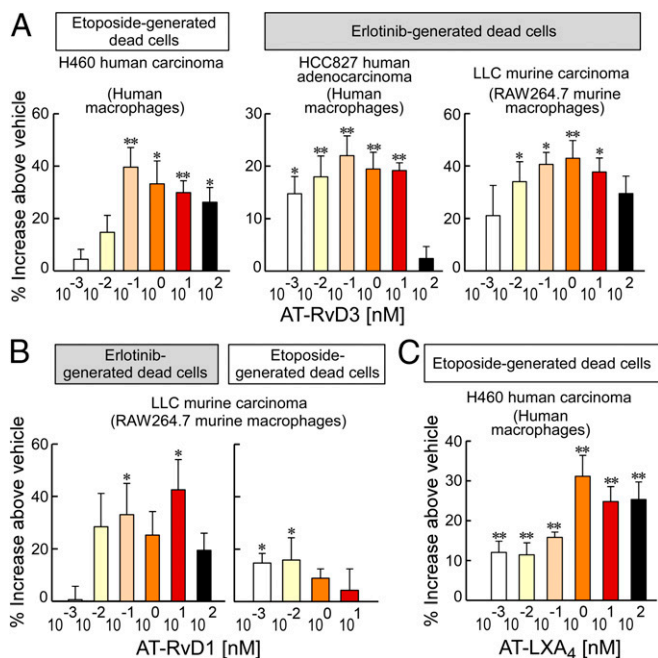 A
Etoposide-generated
dead cells
Erlotinib-generated dead cells
H460 human carcinoma
(Human
macrophages)
HCC827 human
adenocarcinoma
(Human
macrophages)
LLC murine carcinoma
(RAW264.7 murine
macrophages)
% Increase above vehicle
60
40
20
0
** * ** *
10⁻³ 10⁻² 10⁻¹ 10⁰ 10¹ 10²
30
20
10
0
* ** ** ** **
10⁻³ 10⁻² 10⁻¹ 10⁰ 10¹ 10²
60
40
20
0
* * ** *
10⁻³ 10⁻² 10⁻¹ 10⁰ 10¹ 10²
AT-RvD3 [nM]
B
Erlotinib-
generated dead cells
Etoposide-
generated dead cells
LLC murine carcinoma
(RAW264.7 murine macrophages)
% Increase above vehicle
60
40
20
0
* *
10⁻³ 10⁻² 10⁻¹ 10⁰ 10¹ 10²
* *
10⁻³ 10⁻² 10⁰ 10¹
AT-RvD1 [nM]
C
Etoposide-generated dead cells
H460 human carcinoma
(Human
macrophages)
% Increase above vehicle
40
30
20
10
0
** ** ** ** ** **
10⁻³ 10⁻² 10⁻¹ 10⁰ 10¹ 10²
AT-LXA₄ [nM]